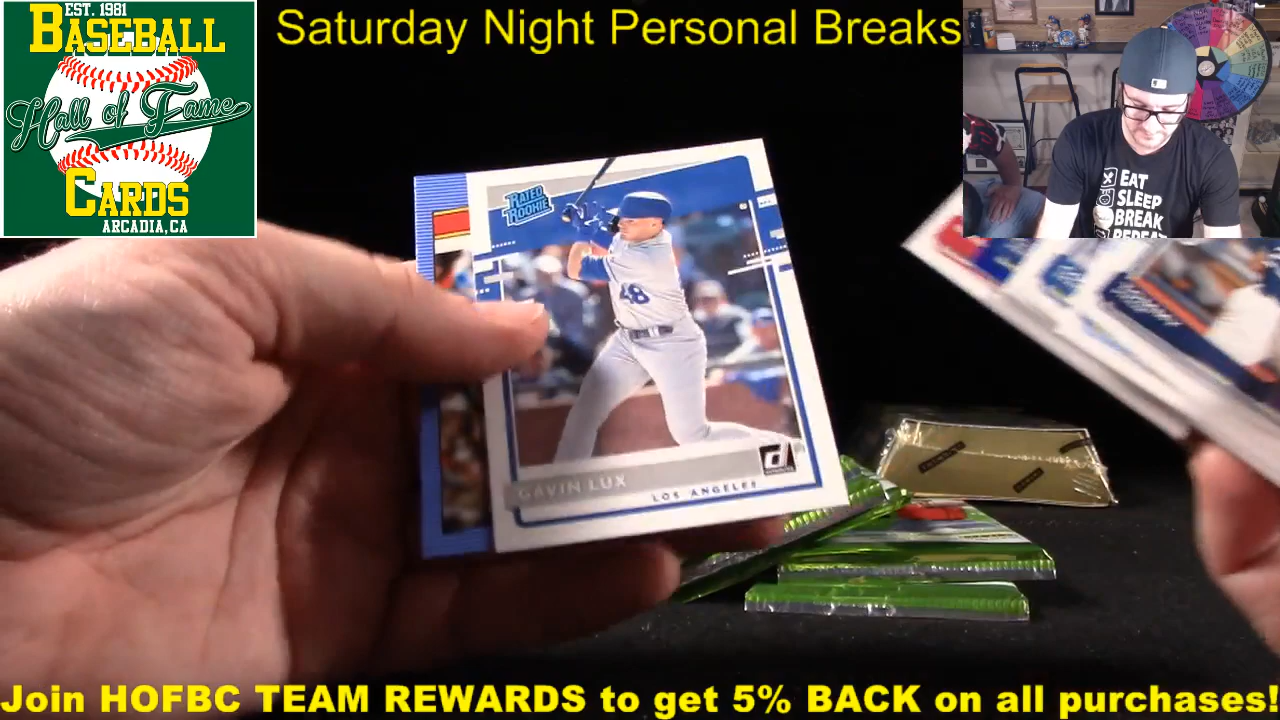 EST. 1981
BASEBALL
Hall of Fame
CARDS
ARCADIA, CA
Saturday Night Personal Breaks
EAT
SLEEP
BREAK
REPEAT
RATED
ROOKIE
48
GAVIN LUX
LOS ANGELES
Join HOFBC TEAM REWARDS to get 5% BACK on all purchases!